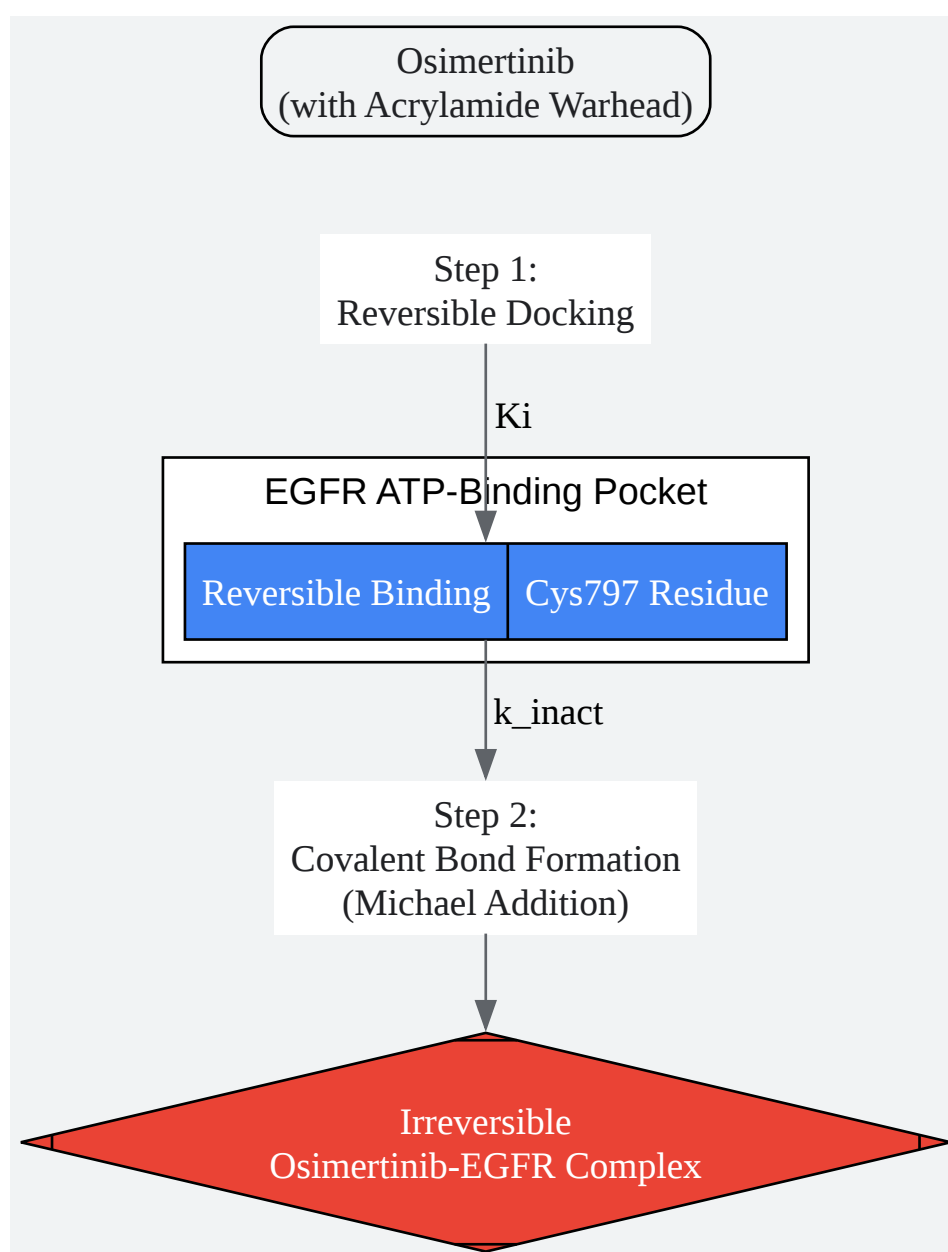 Osimertinib
(with Acrylamide Warhead)
Step 1:
Reversible Docking
Ki
EGFR ATP-Binding Pocket
Reversible Binding
Cys797 Residue
k_inact
Step 2:
Covalent Bond Formation
(Michael Addition)
Irreversible
Osimertinib-EGFR Complex